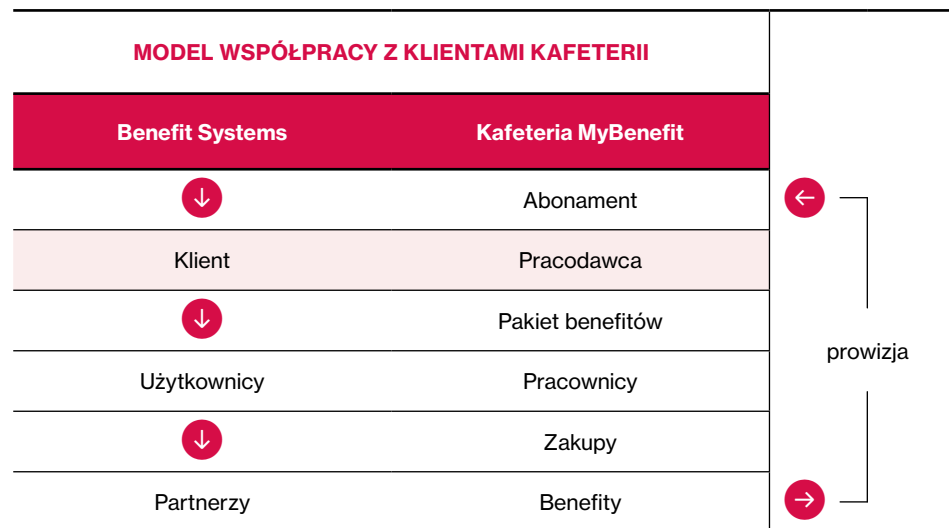 MODEL WSPÓŁPRACY Z KLIENTAMI KAFETERII
Benefit Systems Kafeteria MyBenefit
Abonament
Klient Pracodawca
Pakiet benefitów
prowizja
Użytkownicy Pracownicy
Zakupy
Partnerzy Benefity